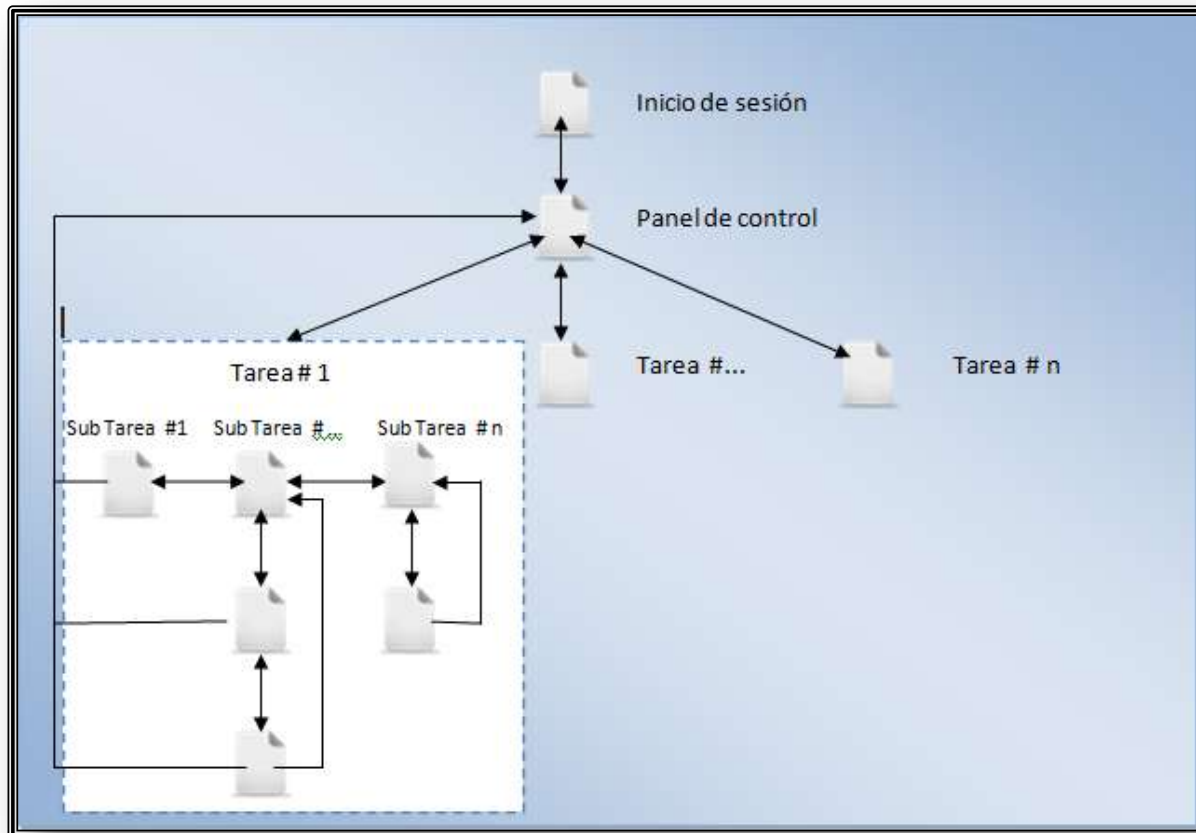 Inicio de sesión
Panel de control
Tarea #...
Tarea # n
Tarea # 1
Sub Tarea #1
Sub Tarea #...
Sub Tarea # n